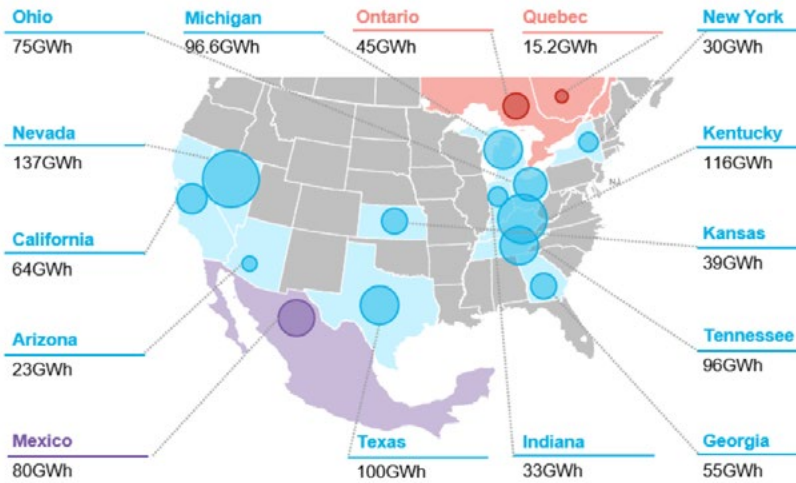 Ohio
75GWh
Michigan
96.6GWh
Ontario
45GWh
Quebec
15.2GWh
New York
30GWh
Nevada
137GWh
Kentucky
116GWh
NJ
California
64GWh
Kansas
39GWh
Arizona
23GWh
Tennessee
96GWh
Mexico
80GWh
Texas
100GWh
Indiana
33GWh
Georgia
55GWh